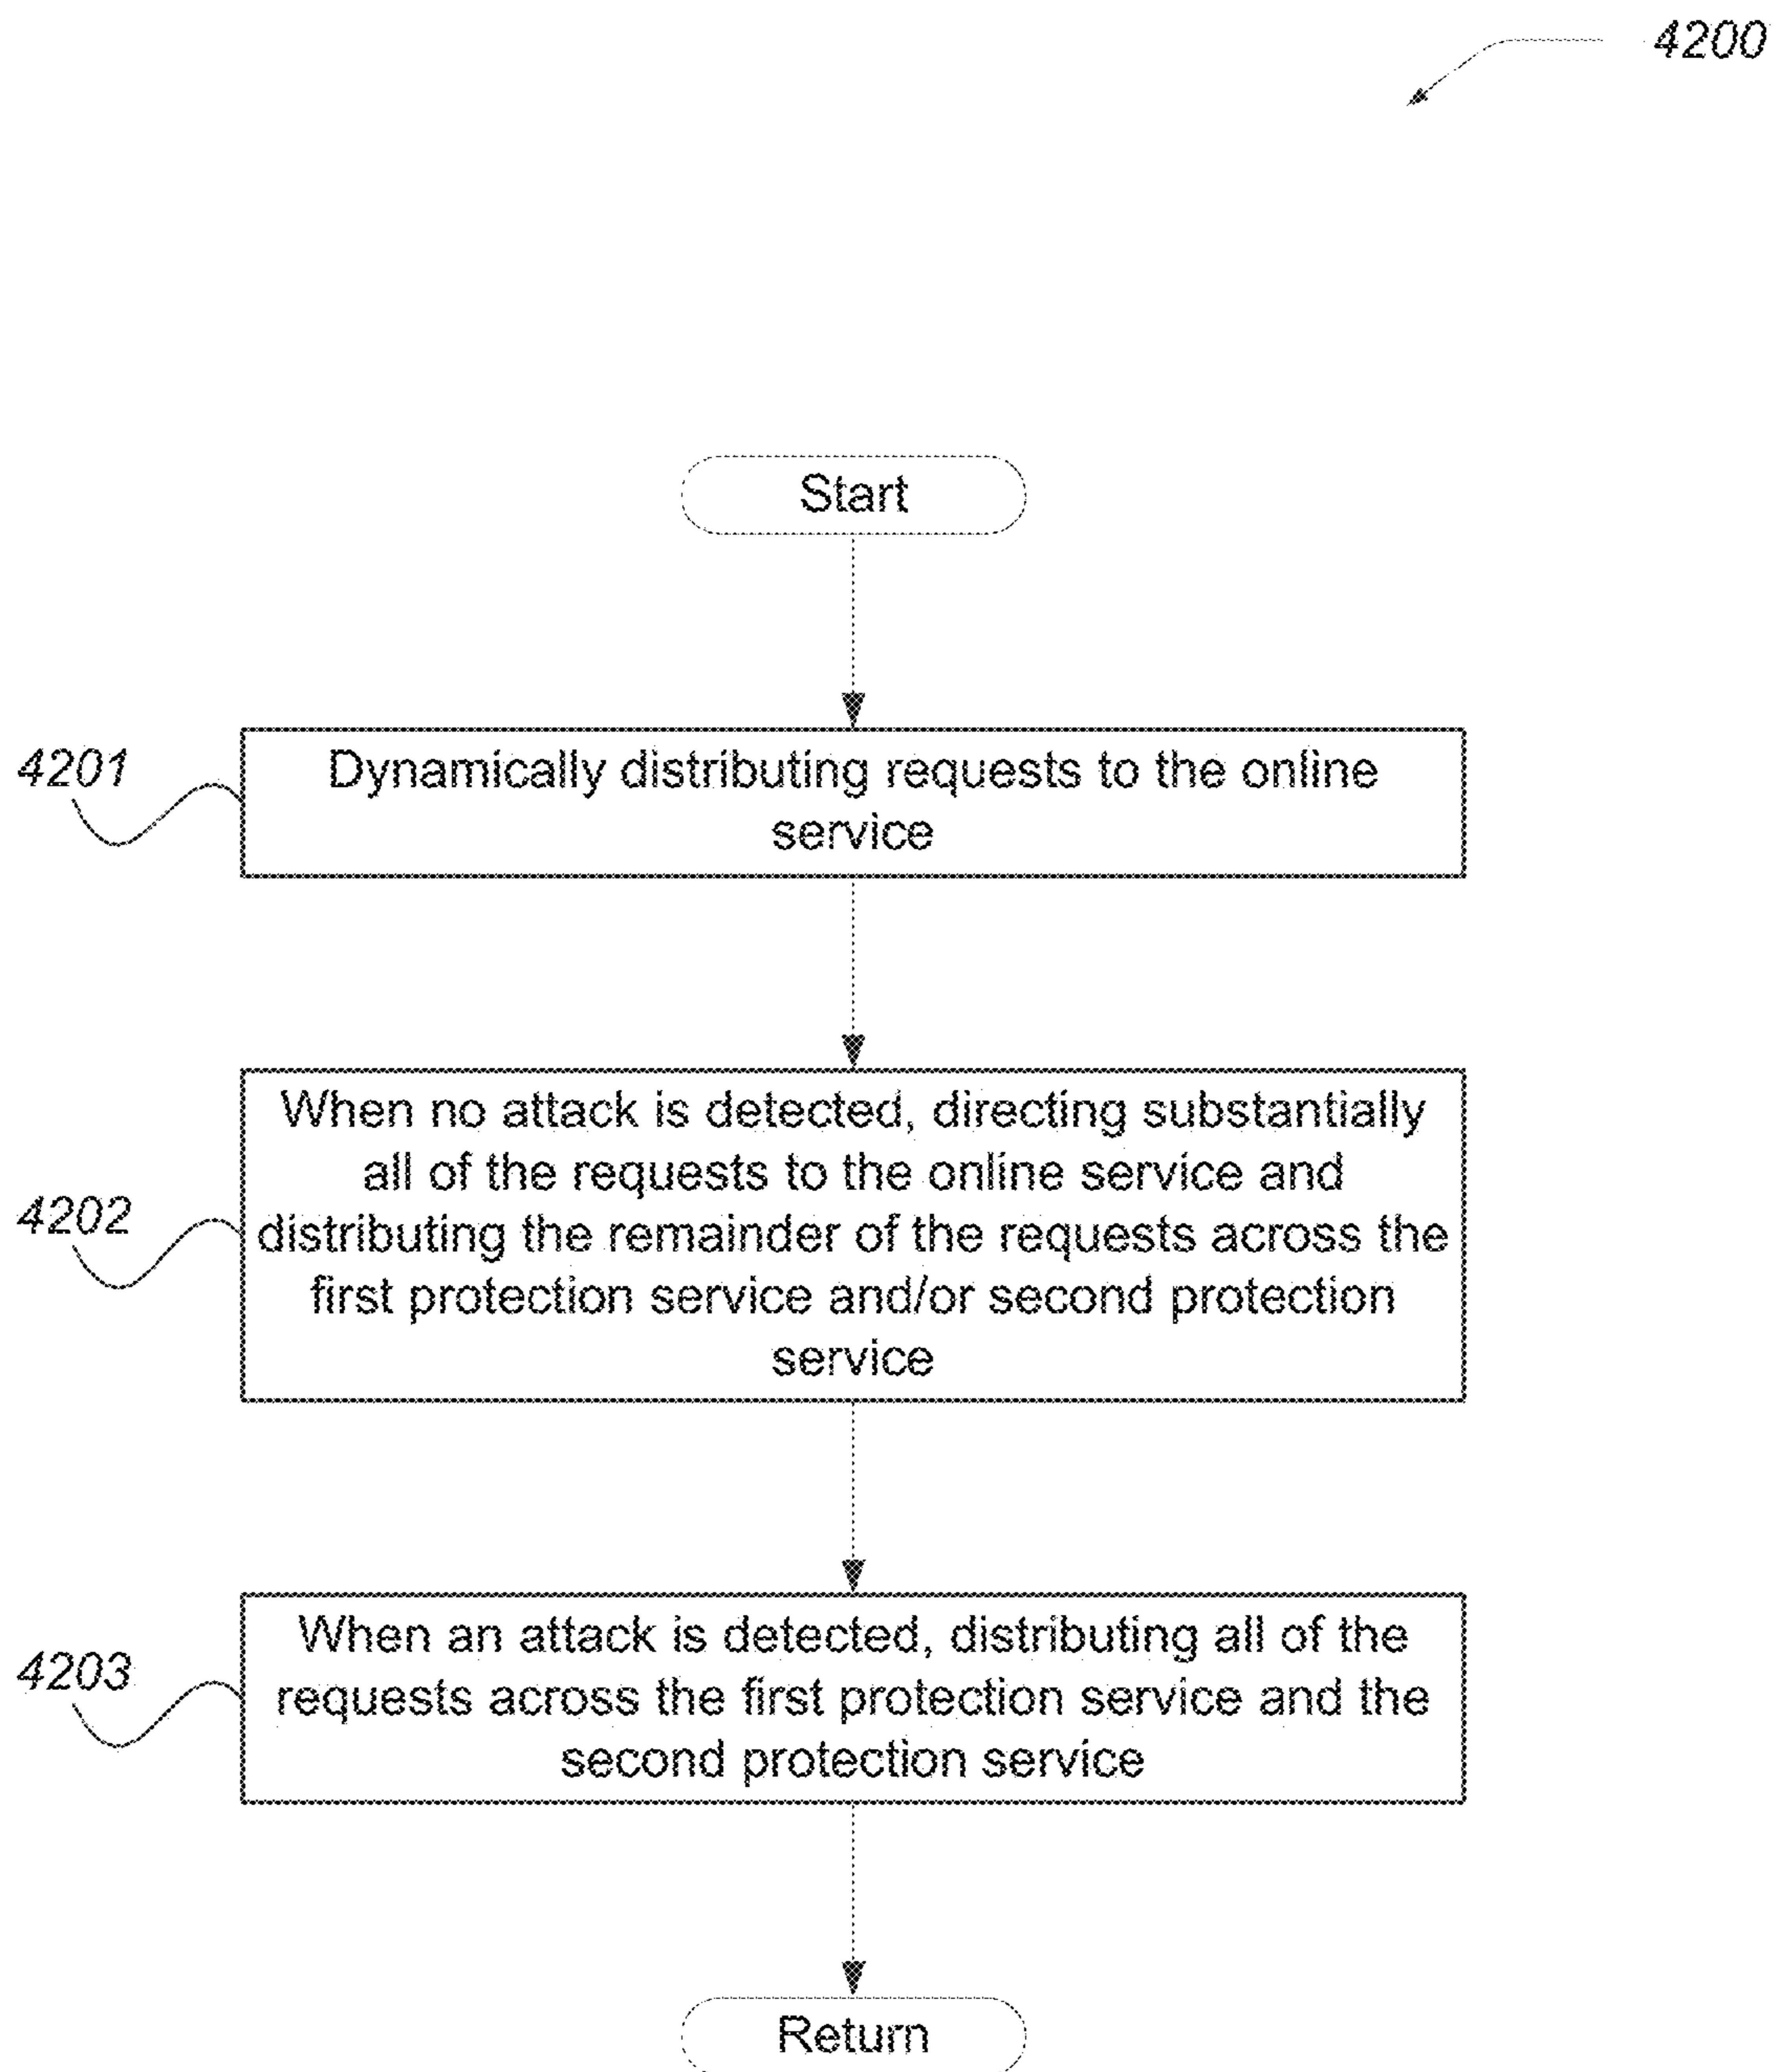 4200
Start
4201
Dynamically distributing requests to the online
service
4202
When no attack is detected, directing substantially
all of the requests to the online service and
distributing the remainder of the requests across the
first protection service and/or second protection
service
4203
When an attack is detected, distributing all of the
requests across the first protection service and the
second protection service
Return